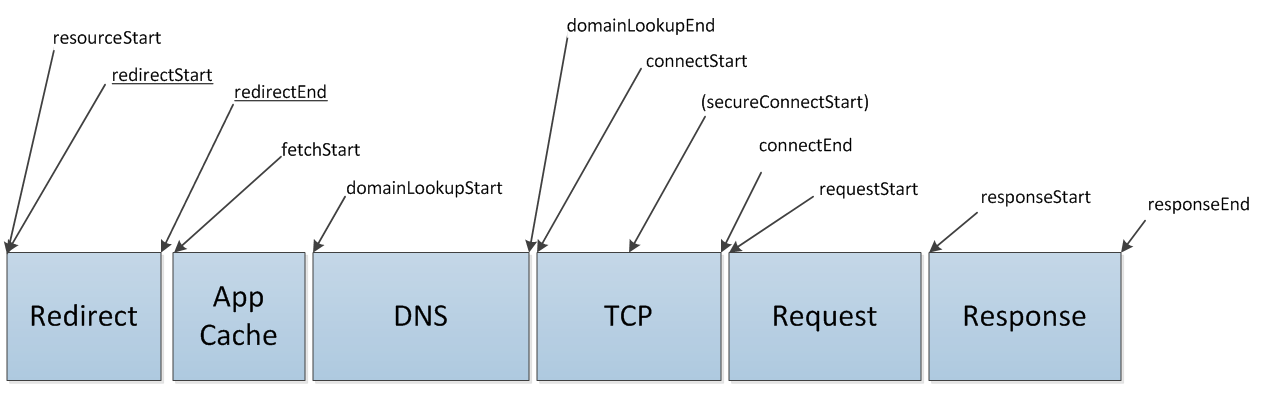 resourceStart
redirectStart
redirectEnd
fetchStart
domainLookupStart
domainLookupEnd
connectStart
(secureConnectStart)
connectEnd
requestStart
responseStart
responseEnd
Redirect
App
Cache
DNS
TCP
Request
Response